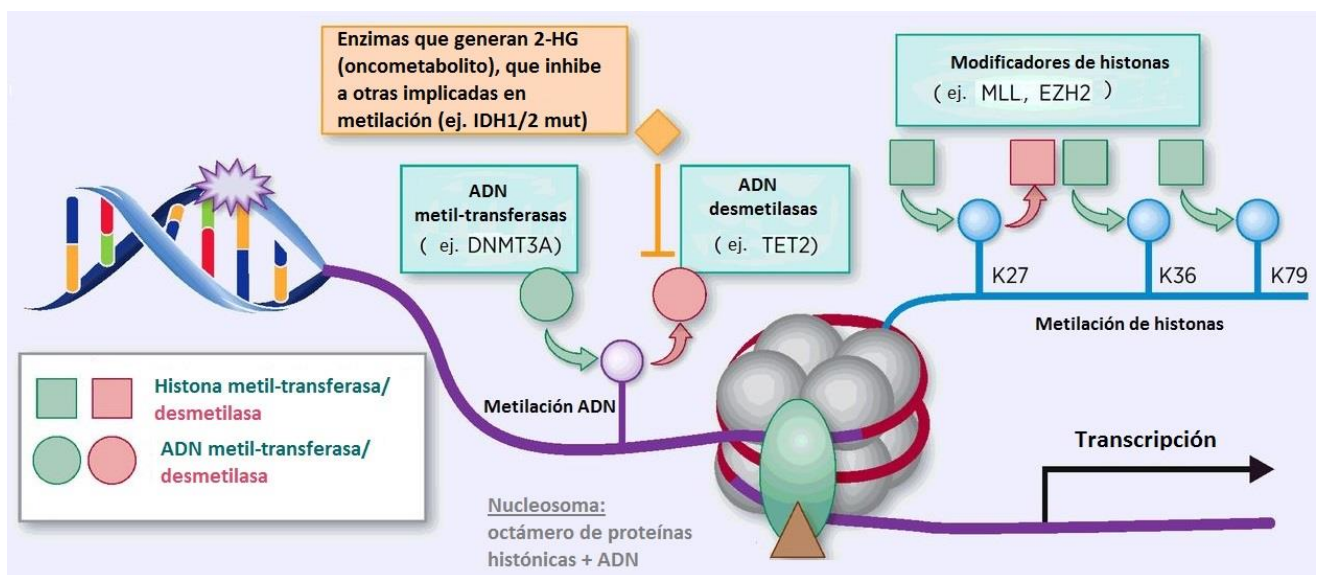 Enzimas que generan 2-HG
(oncometabolito), que inhibe
a otras implicadas en
metilación (ej. IDH1/2 mut)
Modificadores de histonas
( ej. MLL, EZH2 )
ADN
metil-transferasas
( ej. DNMT3A)
ADN
desmetilasas
( ej. TET2)
K27
K36
K79
Metilación de histonas
Histona metil-transferasa/
desmetilasa
ADN metil-transferasa/
desmetilasa
Metilación ADN
Transcripción
Nucleosoma:
octámero de proteínas
histónicas + ADN